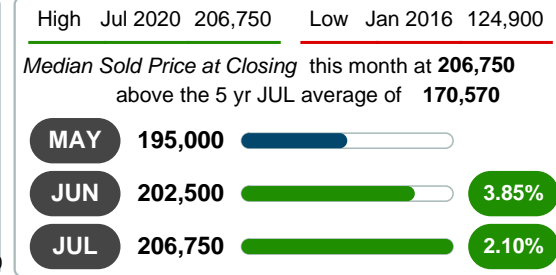 High Jul 2020 206,750 Low Jan 2016 124,900
Median Sold Price at Closing this month at 206,750
above the 5 yr JUL average of 170,570
MAY 195,000
JUN 202,500 3.85%
JUL 206,750 2.10%